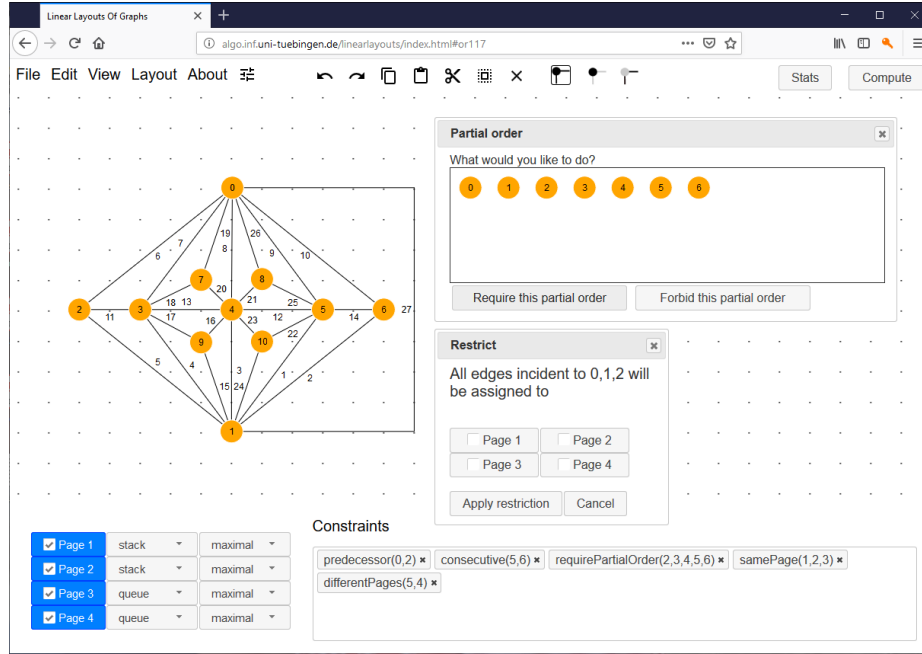 Linear Layouts Of Graphs
algo.inf.uni-tuebingen.de/linearlayouts/index.html#or117
File Edit View Layout About
Stats Compute
Partial order
What would you like to do?
0 1 2 3 4 5 6
Require this partial order Forbid this partial order
0
19 26
7 8 9 10
6
7 8
20 21 25
18 13
2 11 3 4 12 5 14 6 27
17 16 23 22
9 10
5 4 3 1 2
15 24
1
Restrict
All edges incident to 0,1,2 will
be assigned to
Page 1 Page 2
Page 3 Page 4
Apply restriction Cancel
Constraints
predecessor(0,2) consecutive(5,6) requirePartialOrder(2,3,4,5,6) samePage(1,2,3)
differentPages(5,4)
Page 1 stack maximal
Page 2 stack maximal
Page 3 queue maximal
Page 4 queue maximal